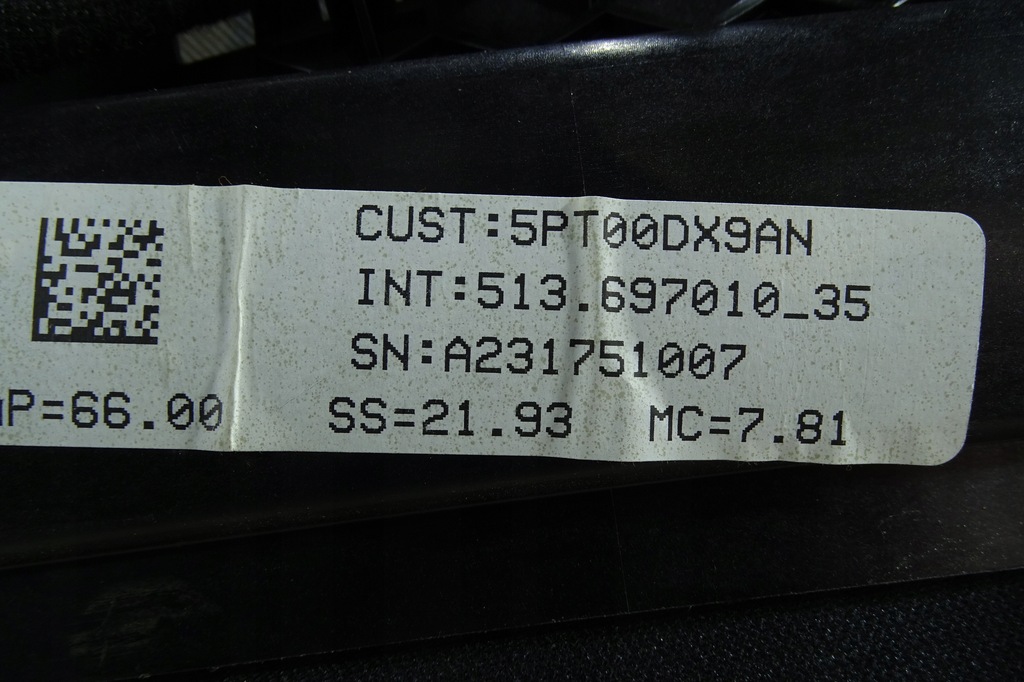 CUST:5PT00DX9AN
INT:513.697010_35
SN:A231751007
P=66.00 SS=21.93 MC=7.81